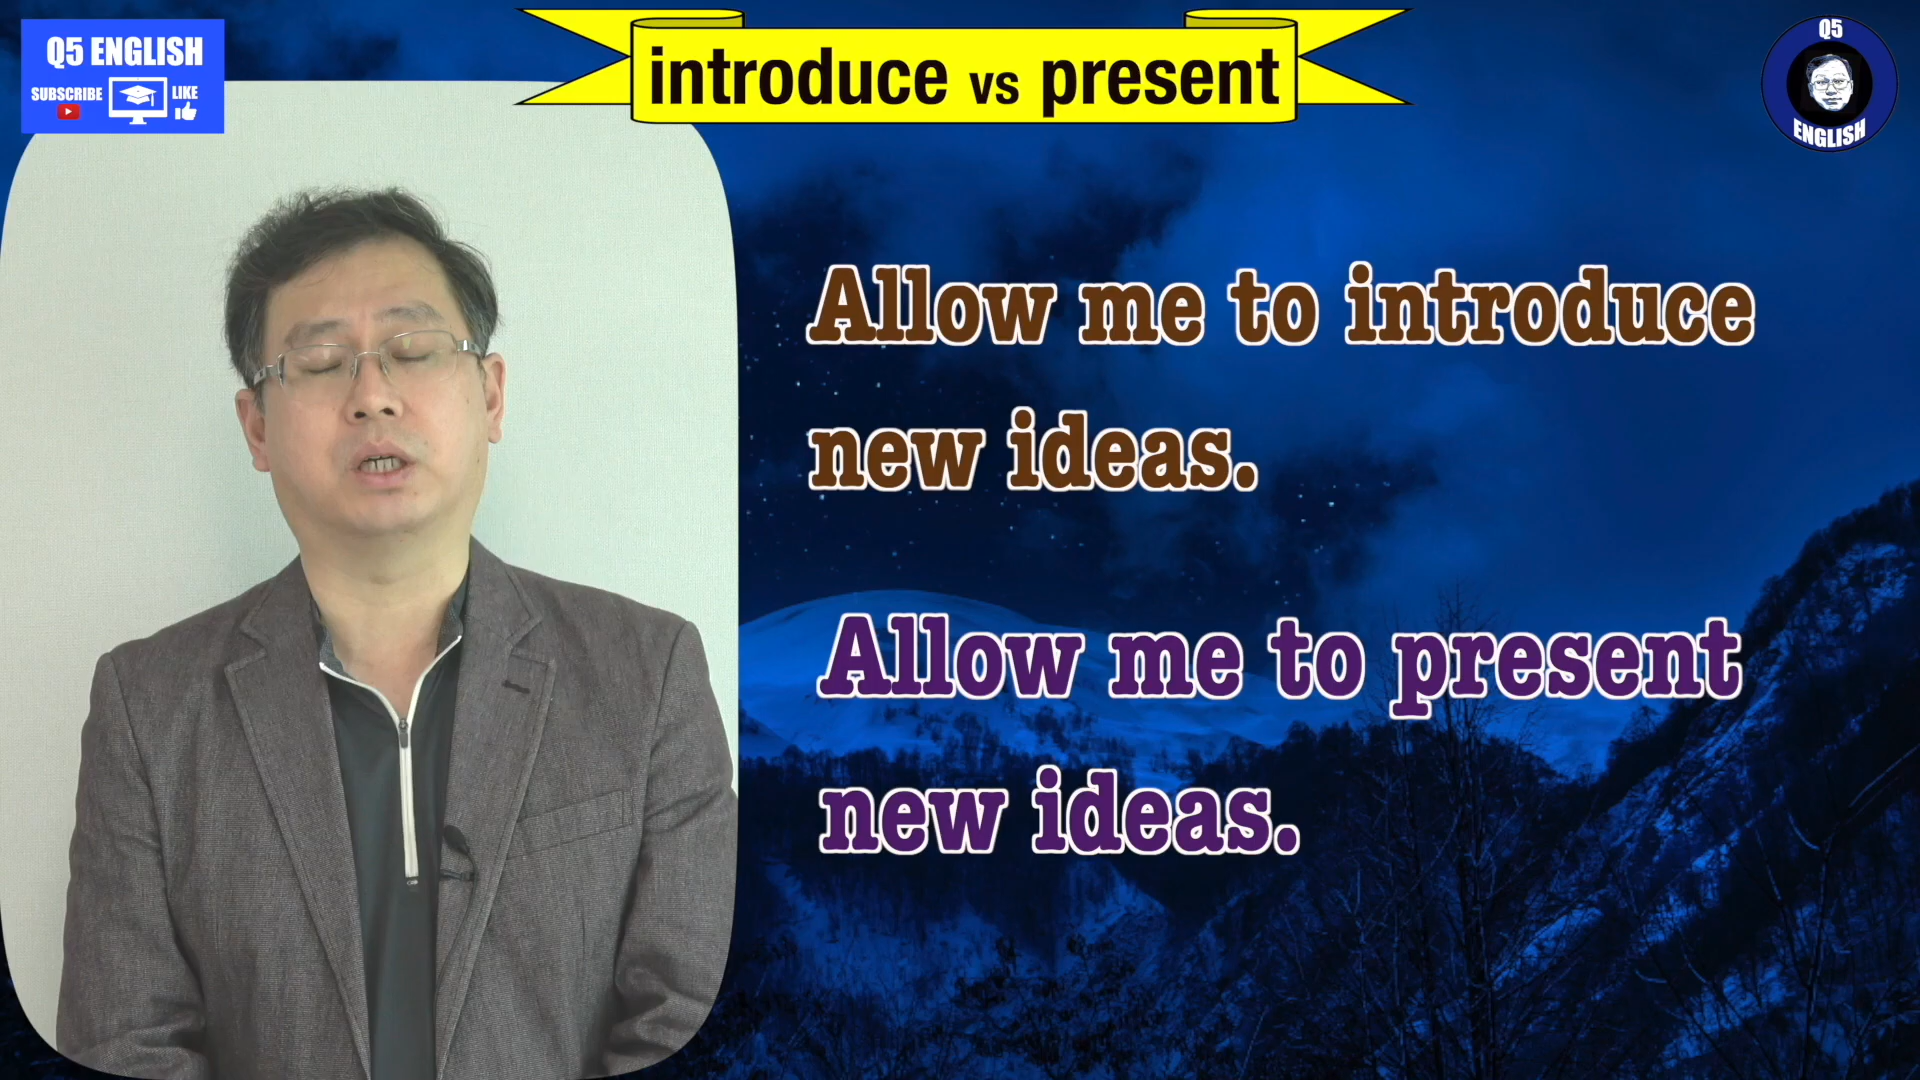 Q5 ENGLISH
SUBSCRIBE
LIKE
introduce vs present
Q5
ENGLISH
Allow me to introduce
new ideas.
Allow me to present
new ideas.